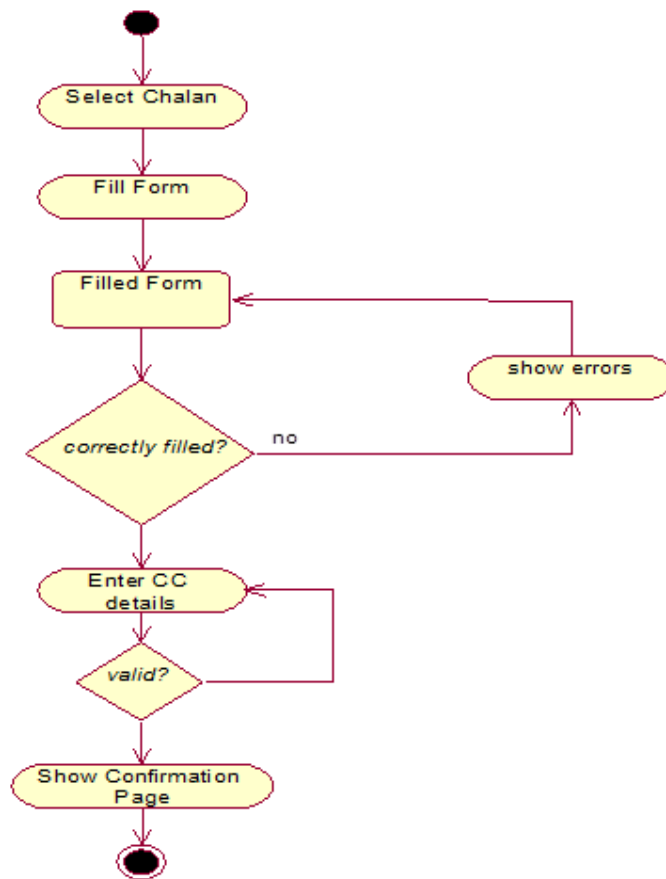 Select Chalan
Fill Form
Filled Form
show errors
correctly filled?
no
Enter CC
details
valid?
Show Confirmation
Page